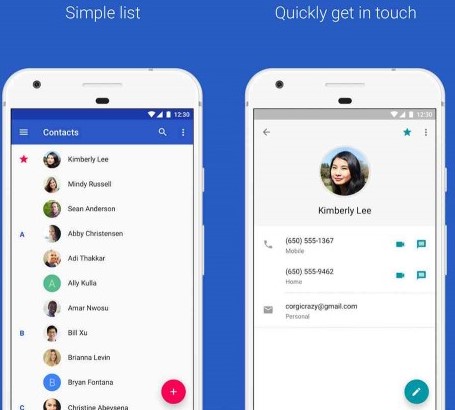 Simple list
Quickly get in touch
12:30
Contacts
Kimberly Lee
Mindy Russell
Sean Anderson
A
Abby Christensen
Adi Thakkar
A
Ally Kulla
Amar Nwosu
B
Bill Xu
Brianna Levin
B
Bryan Fontana
C
Christine Abeysena
12:30
Kimberly Lee
(650) 555-1367
Mobile
(650) 555-9462
Home
corgicrazy@gmail.com
Personal